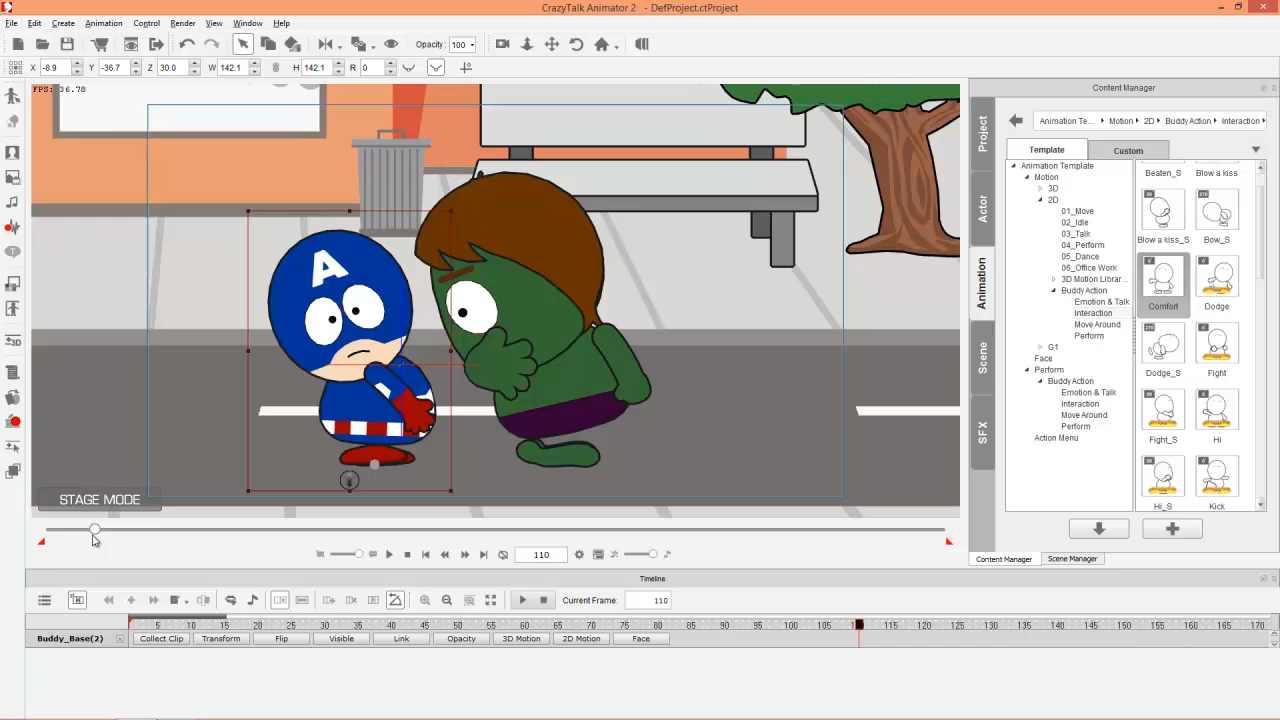 CrazyTalk Animator 2 - DefProject.ctProject
File Edit Create Animation Control Render View Window Help
Opacity: 100
X -8.9 Y -36.7 Z 30.0 W 142.1 H 142.1 R 0
Content Manager
Animation Te... Motion 2D Buddy Action Interaction
Template Custom
Project
Actor
Animation
Scene
SFX
Animation Template
Motion
3D
2D
01_Move
02_Idle
03_Talk
04_Perform
05_Dance
06_Office Work
3D Motion Librar...
Buddy Action
Emotion & Talk
Interaction
Move Around
Perform
G1
Face
Perform
Buddy Action
Emotion & Talk
Interaction
Move Around
Perform
Action Menu
Beaten_S Blow a kiss
Blow a kiss_S Bow_S
Comfort Dodge
Dodge_S Fight
Fight_S Hi
Hi_S Kick
A
STAGE MODE
110
Content Manager Scene Manager
Timeline
Current Frame: 110
5 10 15 20 25 30 35 40 45 50 55 60 65 70 75 80 85 90 95 100 105 115 120 125 130 135 140 145 150 155 160 165 170
Buddy_Base(2) Collect Clip Transform Flip Visible Link Opacity 3D Motion 2D Motion Face